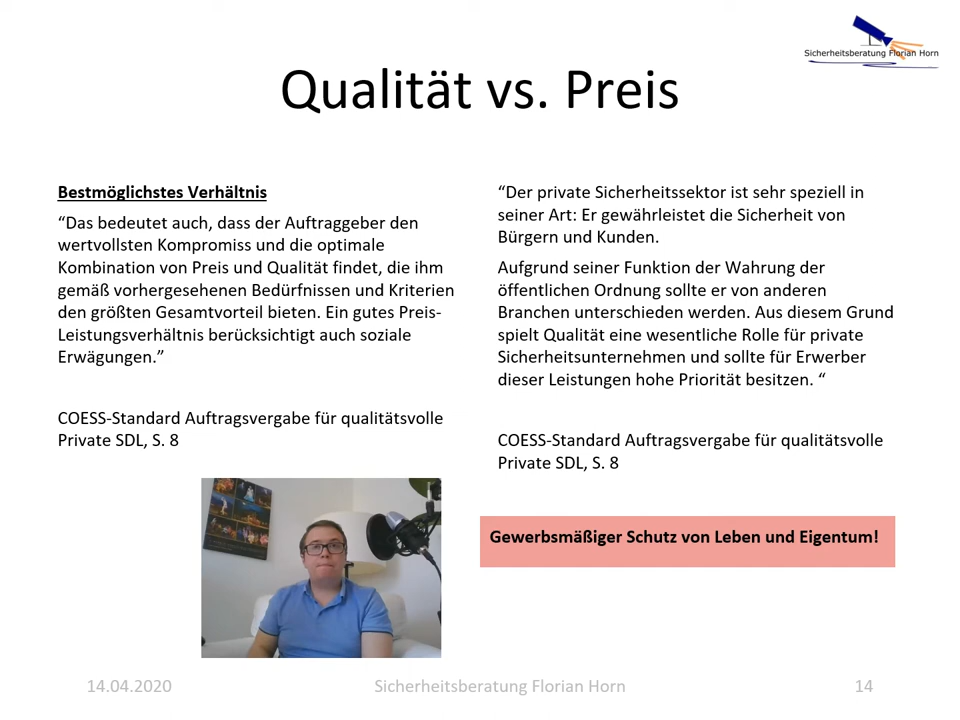 Sicherheitsberatung Florian Horn
Qualität vs. Preis
Bestmöglichstes Verhältnis
“Das bedeutet auch, dass der Auftraggeber den
wertvollsten Kompromiss und die optimale
Kombination von Preis und Qualität findet, die ihm
gemäß vorhergesehenen Bedürfnissen und Kriterien
den größten Gesamtvorteil bieten. Ein gutes Preis-
Leistungsverhältnis berücksichtigt auch soziale
Erwägungen.”
COESS-Standard Auftragsvergabe für qualitätsvolle
Private SDL, S. 8
“Der private Sicherheitssektor ist sehr speziell in
seiner Art: Er gewährleistet die Sicherheit von
Bürgern und Kunden.
Aufgrund seiner Funktion der Wahrung der
öffentlichen Ordnung sollte er von anderen
Branchen unterschieden werden. Aus diesem Grund
spielt Qualität eine wesentliche Rolle für private
Sicherheitsunternehmen und sollte für Erwerber
dieser Leistungen hohe Priorität besitzen. “
COESS-Standard Auftragsvergabe für qualitätsvolle
Private SDL, S. 8
Gewerbsmäßiger Schutz von Leben und Eigentum!
14.04.2020
Sicherheitsberatung Florian Horn
14